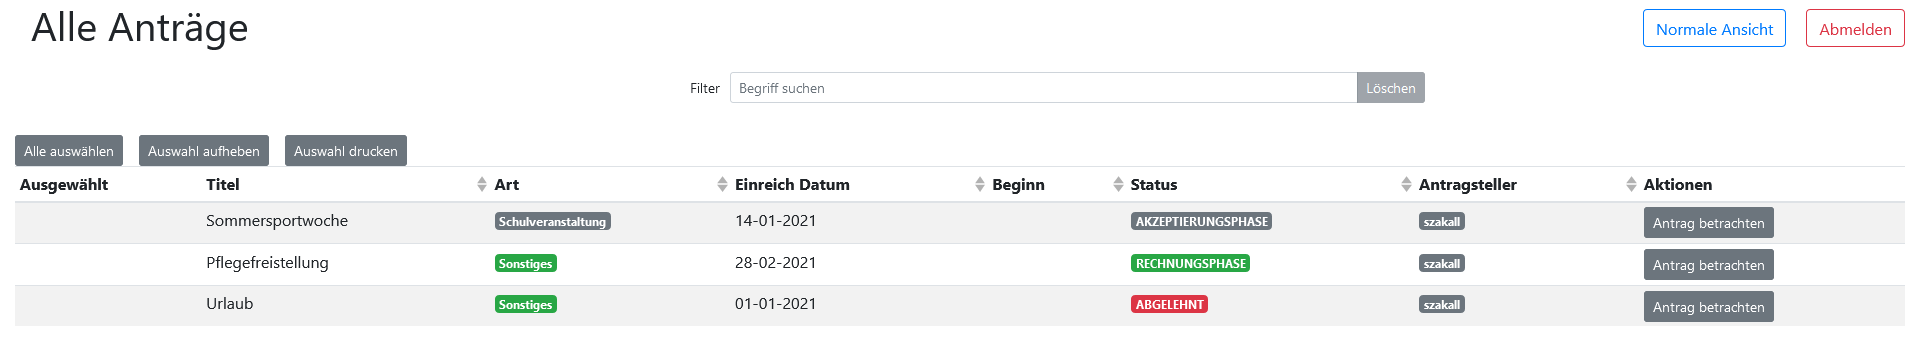 Alle Anträge Normale Ansicht Abmelden
Filter Begriff suchen Löschen
Alle auswählen Auswahl aufheben Auswahl drucken
Ausgewählt Titel Art Einreich Datum Beginn Status Antragsteller Aktionen
Sommersportwoche Schulveranstaltung 14-01-2021 AKZEPTIERUNGSPHASE szakall Antrag betrachten
Pflegefreistellung Sonstiges 28-02-2021 RECHNUNGSPHASE szakall Antrag betrachten
Urlaub Sonstiges 01-01-2021 ABGELEHNT szakall Antrag betrachten